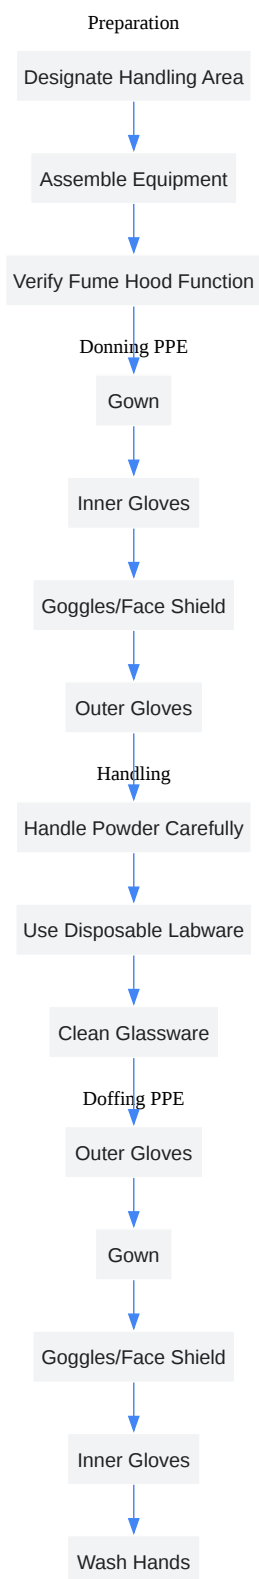 Preparation
Designate Handling Area
Assemble Equipment
Verify Fume Hood Function
Donning PPE
Gown
Inner Gloves
Goggles/Face Shield
Outer Gloves
Handling
Handle Powder Carefully
Use Disposable Labware
Clean Glassware
Doffing PPE
Outer Gloves
Gown
Goggles/Face Shield
Inner Gloves
Wash Hands